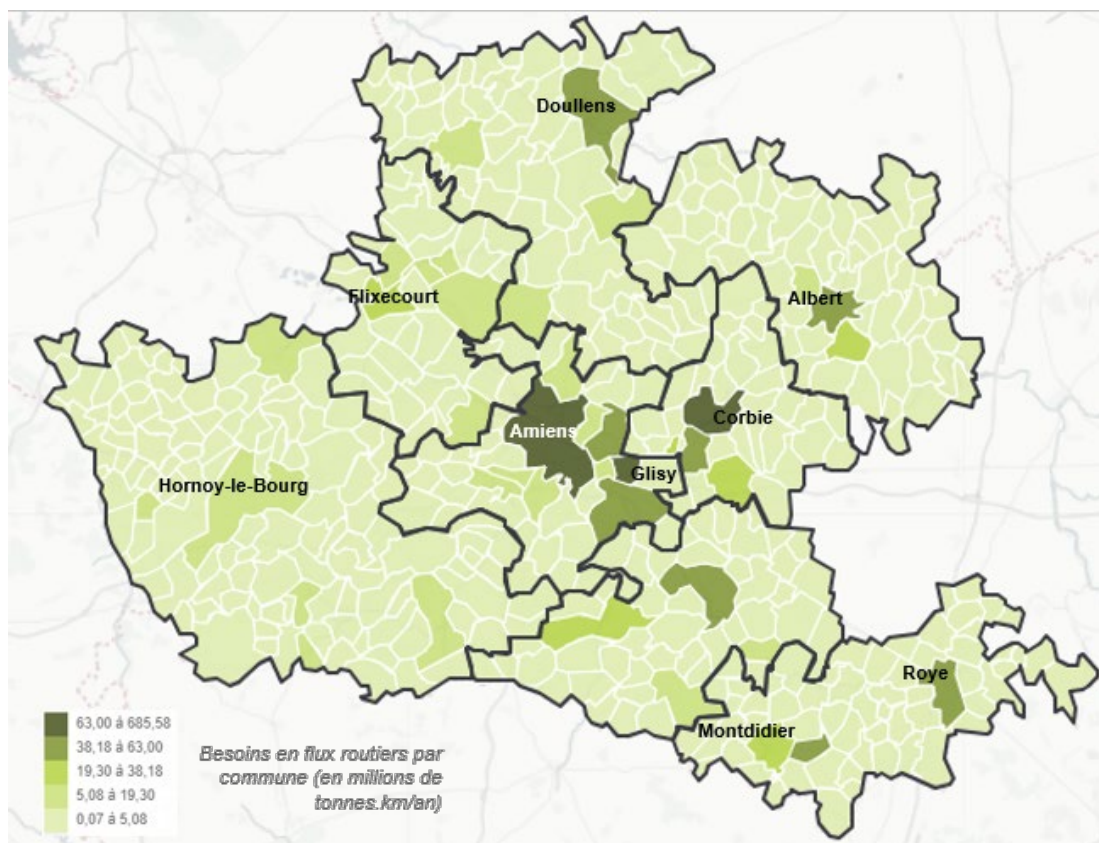 Doullens
Flixecourt
Albert
Corbie
Amiens
Glisy
Hornoy-le-Bourg
Roye
Montdidier
63,00 à 685,58
38,18 à 63,00
19,30 à 38,18
5,08 à 19,30
0,07 à 5,08
Besoins en flux routiers par
commune (en millions de
tonnes.km/an)